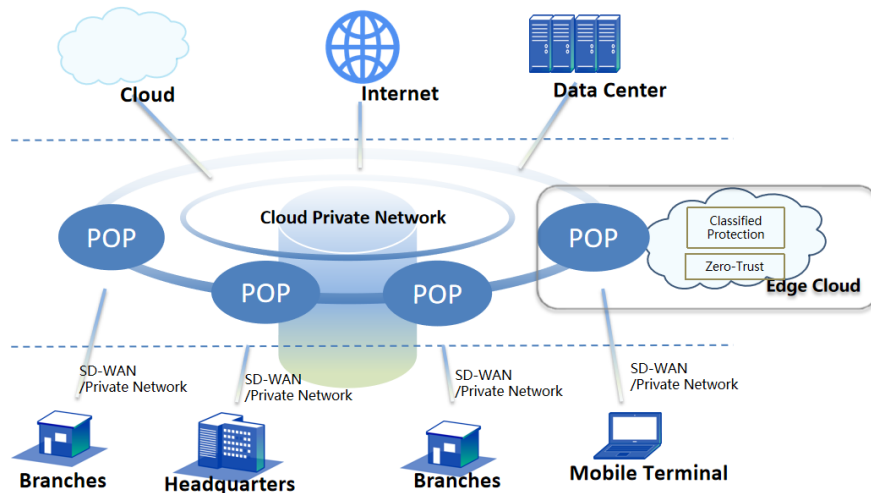 Cloud
Internet
Data Center
Cloud Private Network
POP
POP
POP
POP
Classified
Protection
Zero-Trust
Edge Cloud
SD-WAN
/Private Network
SD-WAN
/Private Network
SD-WAN
/Private Network
SD-WAN
/Private Network
Branches
Headquarters
Branches
Mobile Terminal